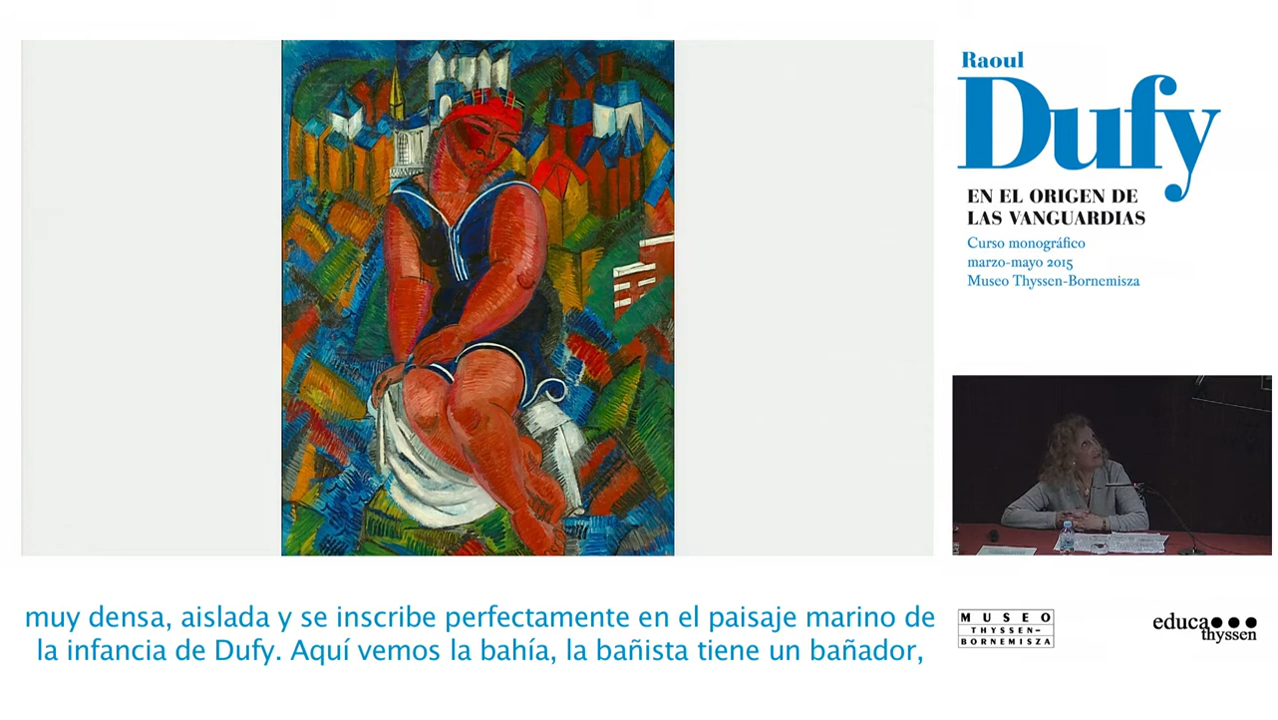 Raoul
Dufy
EN EL ORIGEN DE
LAS VANGUARDIAS
Curso monográfico
marzo-mayo 2015
Museo Thyssen-Bornemisza
muy densa, aislada y se inscribe perfectamente en el paisaje marino de
la infancia de Dufy. Aquí vemos la bahía, la bañista tiene un bañador,
MUSEO
THYSSEN-
BORNEMISZA
educa
thyssen